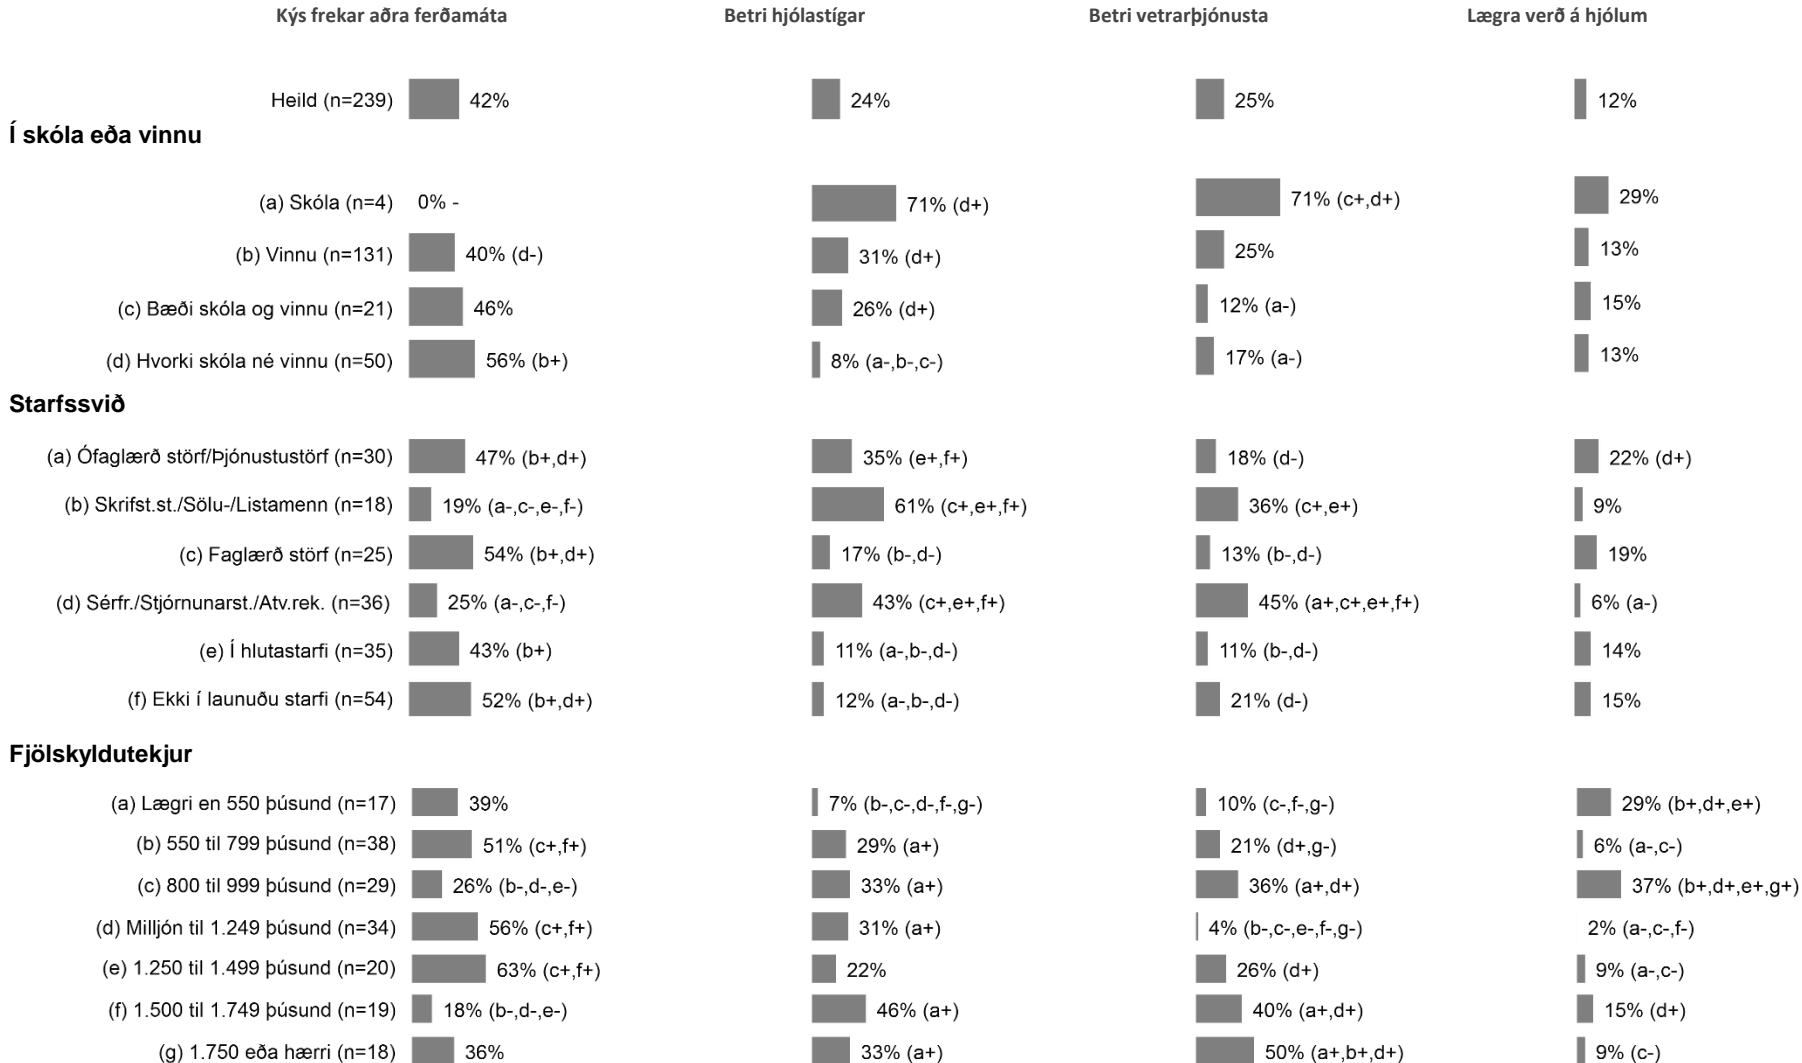 Kýs frekar aðra ferðamáta Betri hjólastígar Betri vetrarþjónusta Lægra verð á hjólum
Heild (n=239) 42% 24% 25% 12%
Í skóla eða vinnu
(a) Skóla (n=4) 0% - 71% (d+) 71% (c+,d+) 29%
(b) Vinnu (n=131) 40% (d-) 31% (d+) 25% 13%
(c) Bæði skóla og vinnu (n=21) 46% 26% (d+) 12% (a-) 15%
(d) Hvorki skóla né vinnu (n=50) 56% (b+) 8% (a-,b-,c-) 17% (a-) 13%
Starfssvið
(a) Ófaglærð störf/Þjónustustörf (n=30) 47% (b+,d+) 35% (e+,f+) 18% (d-) 22% (d+)
(b) Skrifst.st./Sölu-/Listamenn (n=18) 19% (a-,c-,e-,f-) 61% (c+,e+,f+) 36% (c+,e+) 9%
(c) Faglærð störf (n=25) 54% (b+,d+) 17% (b-,d-) 13% (b-,d-) 19%
(d) Sérfr./Stjórnunarst./Atv.rek. (n=36) 25% (a-,c-,f-) 43% (c+,e+,f+) 45% (a+,c+,e+,f+) 6% (a-)
(e) Í hlutastarfi (n=35) 43% (b+) 11% (a-,b-,d-) 11% (b-,d-) 14%
(f) Ekki í launuðu starfi (n=54) 52% (b+,d+) 12% (a-,b-,d-) 21% (d-) 15%
Fjölskyldutekjur
(a) Lægri en 550 þúsund (n=17) 39% 7% (b-,c-,d-,f-,g-) 10% (c-,f-,g-) 29% (b+,d+,e+)
(b) 550 til 799 þúsund (n=38) 51% (c+,f+) 29% (a+) 21% (d+,g-) 6% (a-,c-)
(c) 800 til 999 þúsund (n=29) 26% (b-,d-,e-) 33% (a+) 36% (a+,d+) 37% (b+,d+,e+,g+)
(d) Milljón til 1.249 þúsund (n=34) 56% (c+,f+) 31% (a+) 4% (b-,c-,e-,f-,g-) 2% (a-,c-,f-)
(e) 1.250 til 1.499 þúsund (n=20) 63% (c+,f+) 22% 26% (d+) 9% (a-,c-)
(f) 1.500 til 1.749 þúsund (n=19) 18% (b-,d-,e-) 46% (a+) 40% (a+,d+) 15% (d+)
(g) 1.750 eða hærri (n=18) 36% 33% (a+) 50% (a+,b+,d+) 9% (c-)